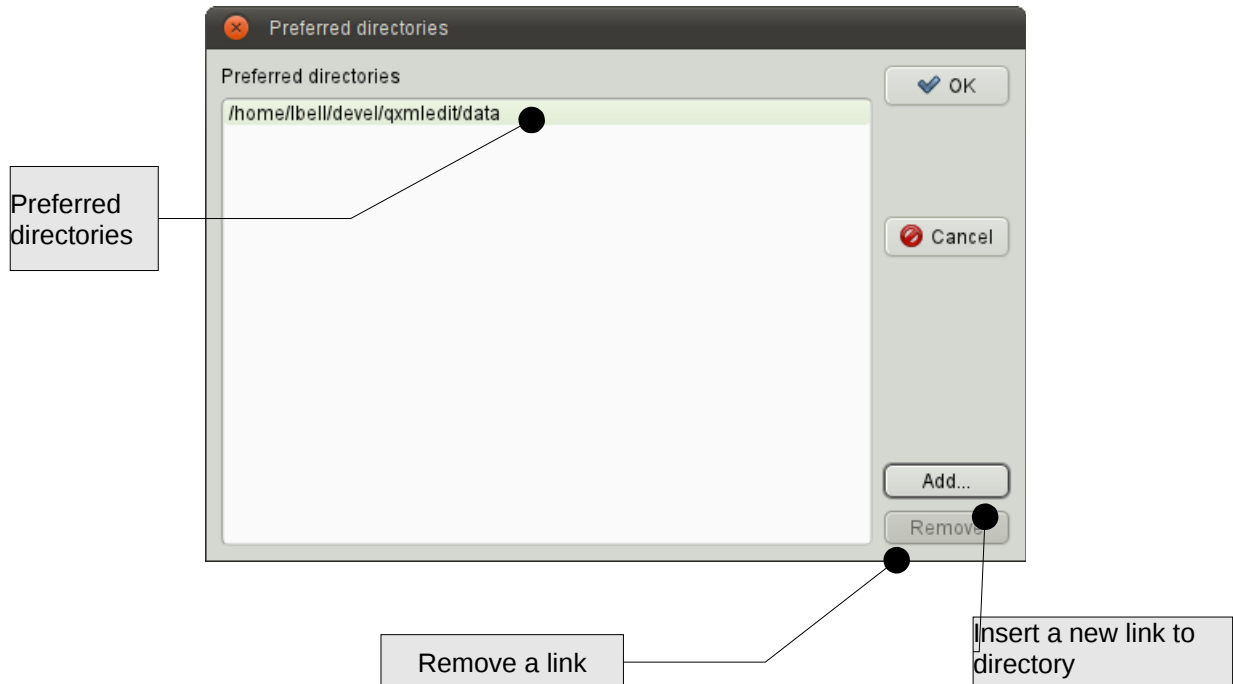 Preferred directories
Preferred directories
OK
/home/lbell/devel/qxmledit/data
Preferred
directories
Cancel
Add...
Remove
Remove a link
Insert a new link to
directory